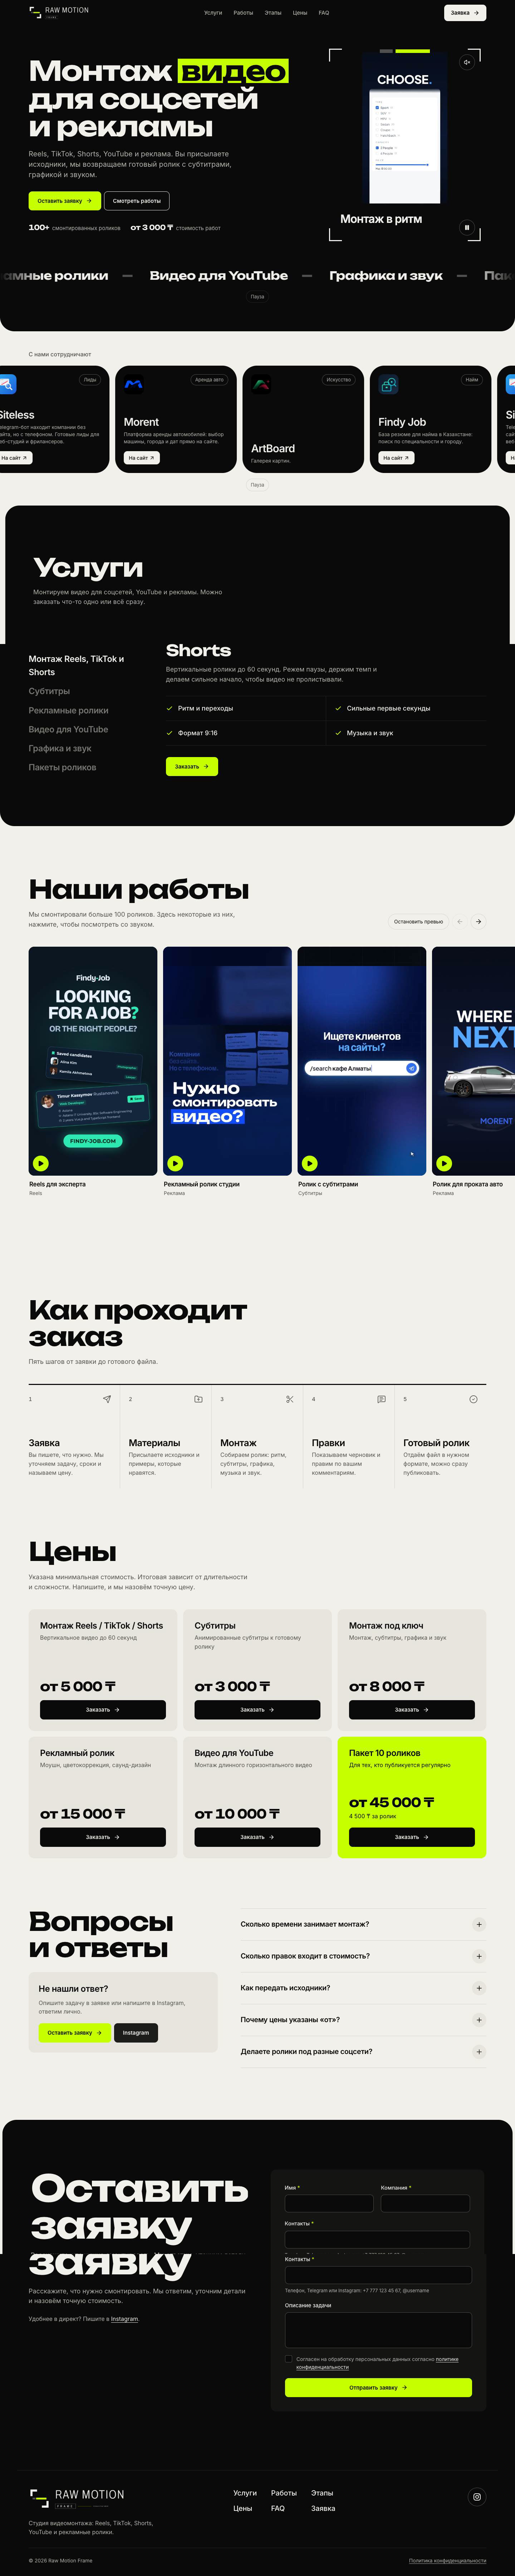 RAW MOTION
FRAME
Услуги Работы Этапы Цены FAQ
Заявка
Монтаж видео
для соцсетей
и рекламы
Reels, TikTok, Shorts, YouTube и реклама. Вы присылаете
исходники, мы возвращаем готовый ролик с субтитрами,
графикой и звуком.
Оставить заявку
Смотреть работы
100+ смонтированных роликов
от 3 000 ₸ стоимость работ
CHOOSE.
Монтаж в ритм
амные ролики — Видео для YouTube — Графика и звук — Пак
Пауза
С нами сотрудничают
Лиды
Siteless
Telegram-бот находит компании без
сайта, но с телефоном. Готовые лиды для
веб-студий и фрилансеров.
На сайт
Аренда авто
Morent
Платформа аренды автомобилей: выбор
машины, города и дат прямо на сайте.
На сайт
Искусство
ArtBoard
Галерея картин.
Найм
Findy Job
База резюме для найма в Казахстане:
поиск по специальности и городу.
На сайт
Si
Пауза
Услуги
Монтируем видео для соцсетей, YouTube и рекламы. Можно
заказать что-то одно или всё сразу.
Монтаж Reels, TikTok и
Shorts
Субтитры
Рекламные ролики
Видео для YouTube
Графика и звук
Пакеты роликов
Shorts
Вертикальные ролики до 60 секунд. Режем паузы, держим темп и
делаем сильное начало, чтобы видео не пролистывали.
Ритм и переходы
Сильные первые секунды
Формат 9:16
Музыка и звук
Заказать
Наши работы
Мы смонтировали больше 100 роликов. Здесь некоторые из них,
нажмите, чтобы посмотреть со звуком.
Остановить превью
Findy-Job
LOOKING
FOR A JOB?
OR THE RIGHT PEOPLE?
Saved candidates
FINDY-JOB.COM
Reels для эксперта
Reels
Компании
Нужно
смонтировать
видео?
Рекламный ролик студии
Реклама
Ищете клиентов
на сайты?
/search кафе Алматы
Ролик с субтитрами
Субтитры
WHERE
NEXT
MORENT
Ролик для проката авто
Реклама
Как проходит
заказ
Пять шагов от заявки до готового файла.
1
Заявка
Вы пишете, что нужно. Мы
уточняем задачу, сроки и
называем цену.
2
Материалы
Присылаете исходники и
примеры, которые
нравятся.
3
Монтаж
Собираем ролик: ритм,
субтитры, графика,
музыка и звук.
4
Правки
Показываем черновик и
правим по вашим
комментариям.
5
Готовый ролик
Отдаём файл в нужном
формате, можно сразу
публиковать.
Цены
Указана минимальная стоимость. Итоговая зависит от длительности
и сложности. Напишите, и мы назовём точную цену.
Монтаж Reels / TikTok / Shorts
Вертикальное видео до 60 секунд
от 5 000 ₸
Заказать
Субтитры
Анимированные субтитры к готовому
ролику
от 3 000 ₸
Заказать
Монтаж под ключ
Монтаж, субтитры, графика и звук
от 8 000 ₸
Заказать
Рекламный ролик
Моушн, цветокоррекция, саунд-дизайн
от 15 000 ₸
Заказать
Видео для YouTube
Монтаж длинного горизонтального видео
от 10 000 ₸
Заказать
Пакет 10 роликов
Для тех, кто публикуется регулярно
от 45 000 ₸
4 500 ₸ за ролик
Заказать
Вопросы
и ответы
Не нашли ответ?
Опишите задачу в заявке или напишите в Instagram,
ответим лично.
Оставить заявку
Instagram
Сколько времени занимает монтаж?
Сколько правок входит в стоимость?
Как передать исходники?
Почему цены указаны «от»?
Делаете ролики под разные соцсети?
Оставить
заявку
заявку
Расскажите, что нужно смонтировать. Мы ответим, уточним детали
и назовём точную стоимость.
Удобнее в директ? Пишите в Instagram.
Имя *
Компания *
Контакты *
Контакты *
Телефон, Telegram или Instagram: +7 777 123 45 67, @username
Описание задачи
Согласен на обработку персональных данных согласно политике
конфиденциальности
Отправить заявку
RAW MOTION
FRAME
Студия видеомонтажа: Reels, TikTok, Shorts,
YouTube и рекламные ролики.
Услуги Работы Этапы
Цены FAQ Заявка
© 2026 Raw Motion Frame
Политика конфиденциальности